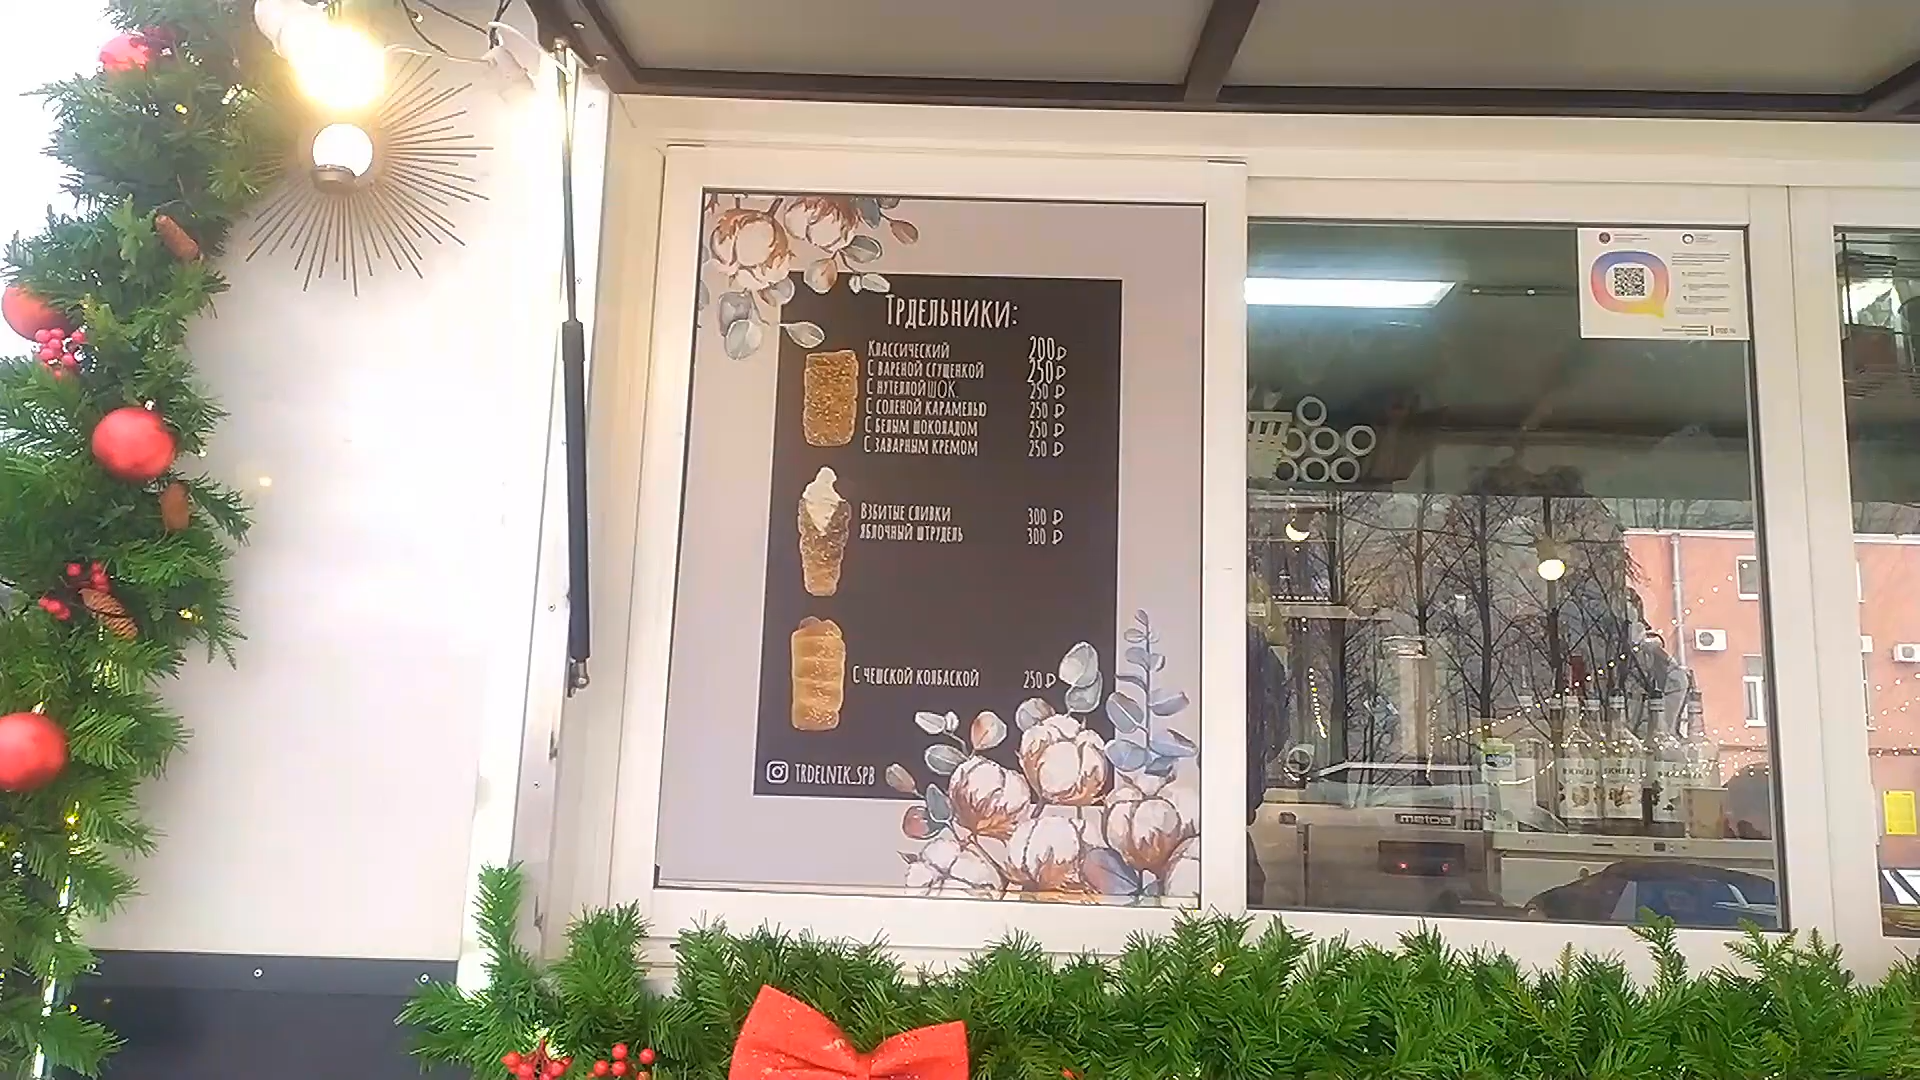 Трдельники:
Классический 200₽
С вареной сгущенкой 250₽
С нутеллой шок. 250 ₽
С соленой карамелью 250 ₽
С белым шоколадом 250 ₽
С заварным кремом 250 ₽
Взбитые сливки 300 ₽
Яблочный штрудель 300 ₽
С чешской колбаской 250 ₽
TRDELNIK_SPB